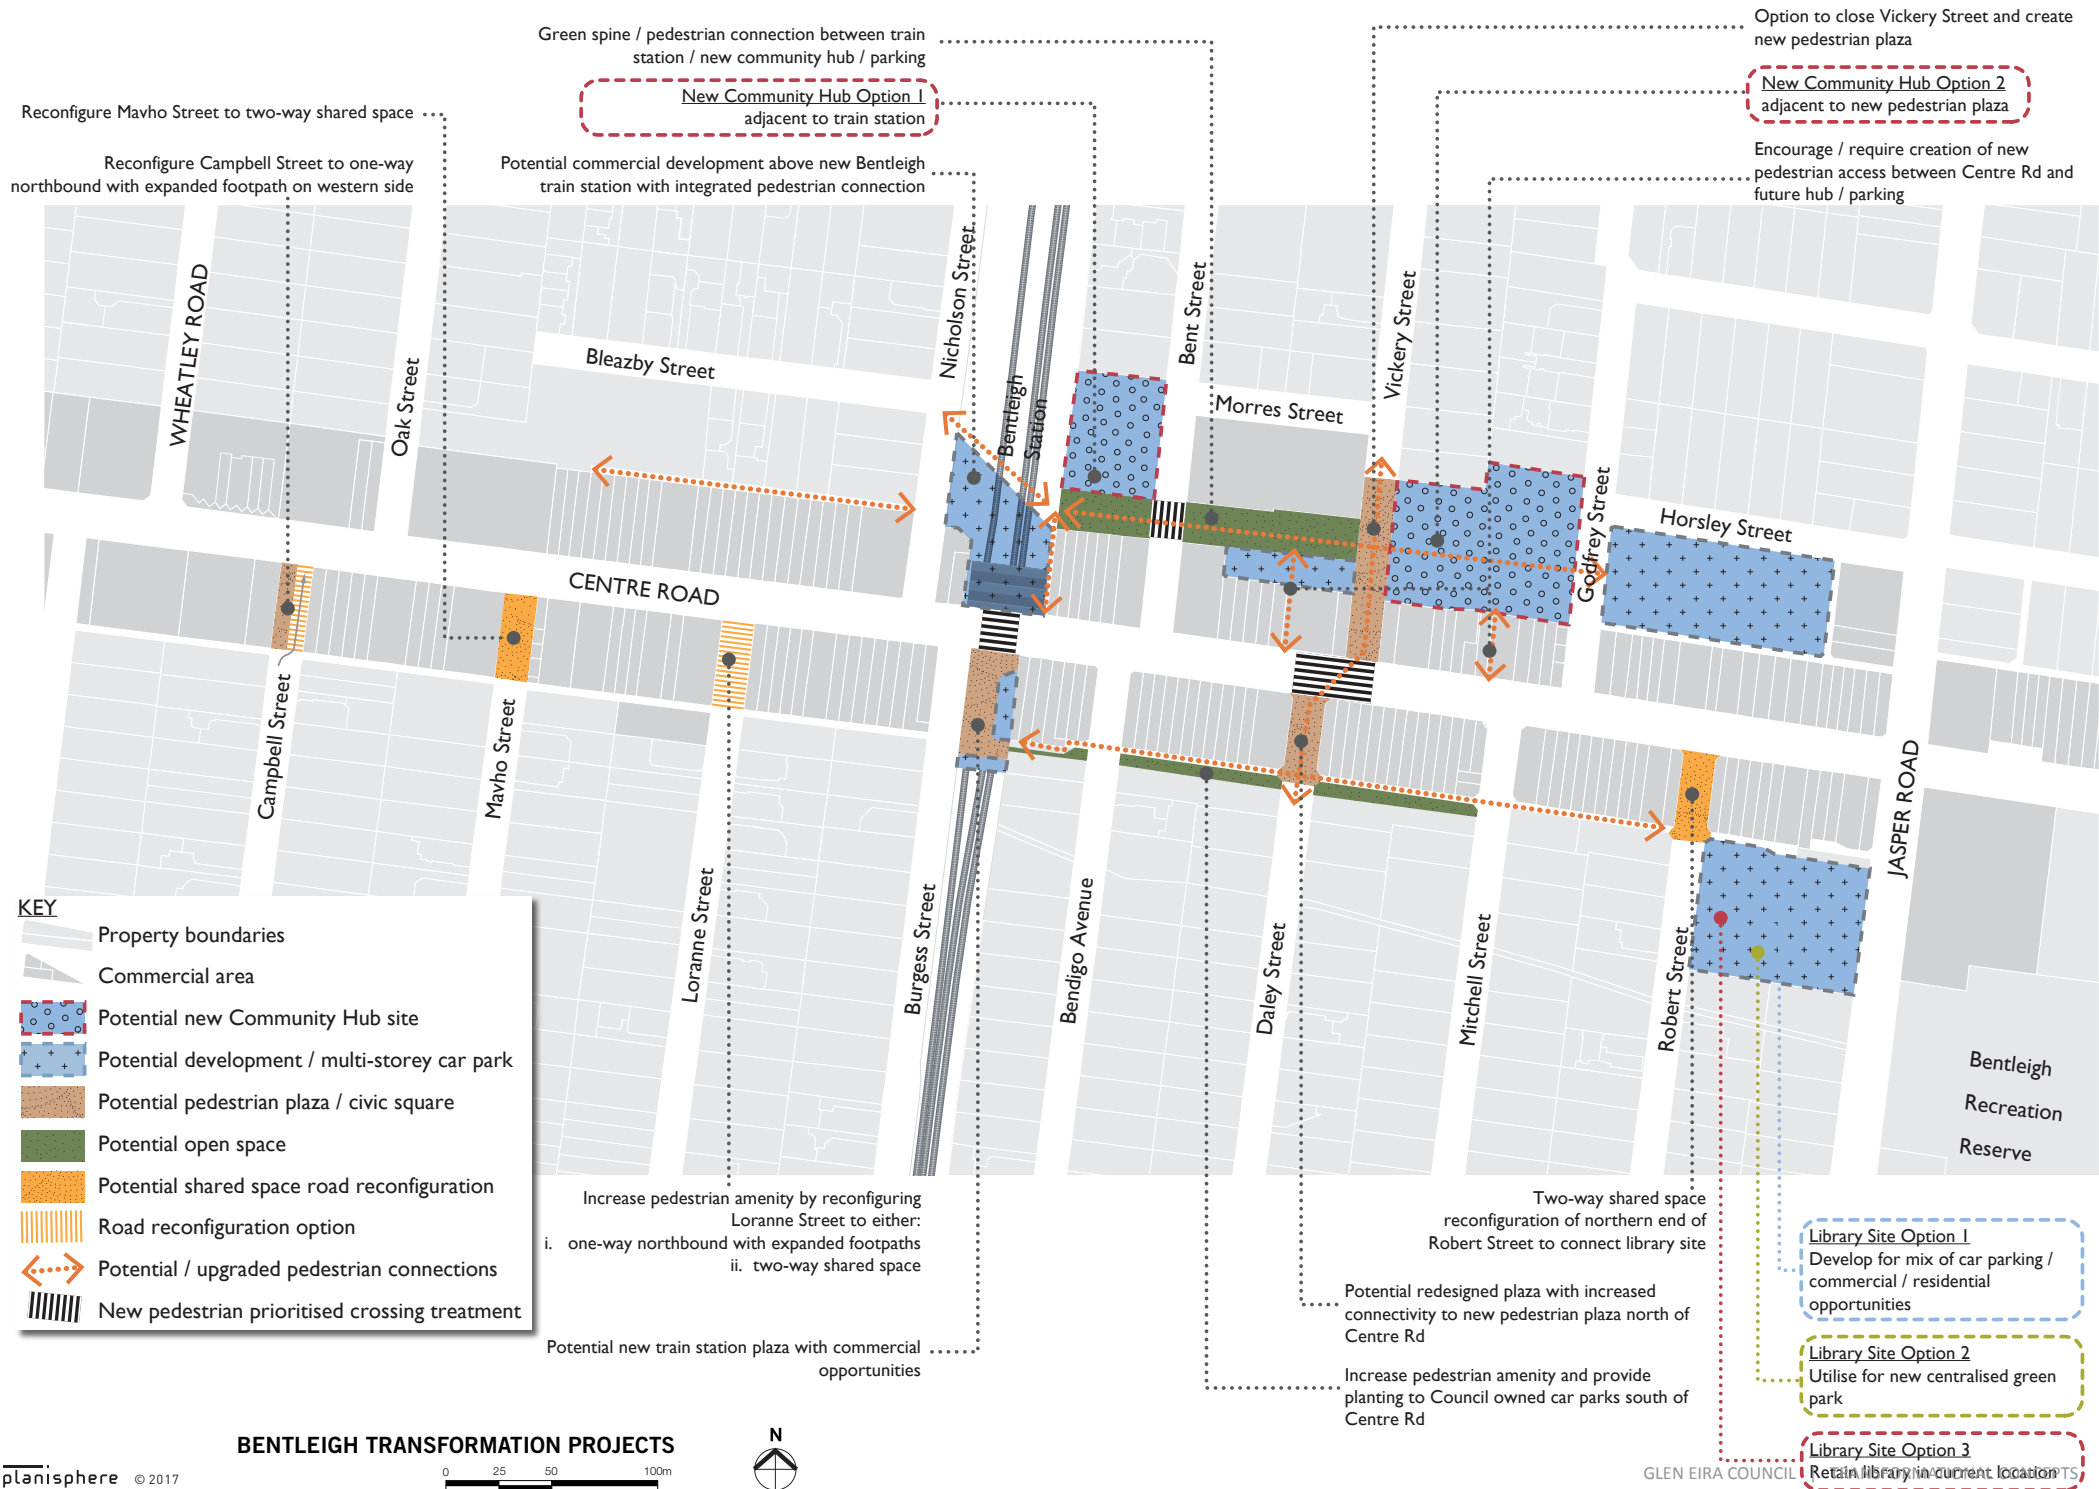 Green spine / pedestrian connection between train
station / new community hub / parking
New Community Hub Option 1
adjacent to train station
Reconfigure Mavho Street to two-way shared space
Reconfigure Campbell Street to one-way
northbound with expanded footpath on western side
Potential commercial development above new Bentleigh
train station with integrated pedestrian connection
Option to close Vickery Street and create
new pedestrian plaza
New Community Hub Option 2
adjacent to new pedestrian plaza
Encourage / require creation of new
pedestrian access between Centre Rd and
future hub / parking
WHEATLEY ROAD
Oak Street
Bleazby Street
Nicholson Street
Bentleigh
Station
Bent Street
Morres Street
Vickery Street
Godfrey Street
Horsley Street
CENTRE ROAD
Campbell Street
Mavho Street
Loranne Street
Burgess Street
Bendigo Avenue
Daley Street
Mitchell Street
Robert Street
JASPER ROAD
Bentleigh
Recreation
Reserve
KEY
Property boundaries
Commercial area
Potential new Community Hub site
Potential development / multi-storey car park
Potential pedestrian plaza / civic square
Potential open space
Potential shared space road reconfiguration
Road reconfiguration option
Potential / upgraded pedestrian connections
New pedestrian prioritised crossing treatment
Increase pedestrian amenity by reconfiguring
Loranne Street to either:
i. one-way northbound with expanded footpaths
ii. two-way shared space
Potential new train station plaza with commercial
opportunities
Two-way shared space
reconfiguration of northern end of
Robert Street to connect library site
Potential redesigned plaza with increased
connectivity to new pedestrian plaza north of
Centre Rd
Increase pedestrian amenity and provide
planting to Council owned car parks south of
Centre Rd
Library Site Option 1
Develop for mix of car parking /
commercial / residential
opportunities
Library Site Option 2
Utilise for new centralised green
park
Library Site Option 3
Retain library in current location
GLEN EIRA COUNCIL | TRANSFORMATIONAL CONCEPTS
BENTLEIGH TRANSFORMATION PROJECTS
N
0 25 50 100m
planisphere © 2017